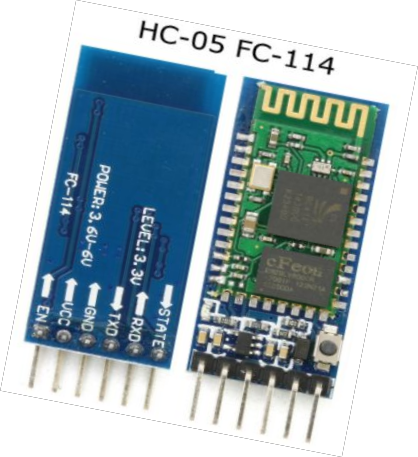 HC-05 FC-114
FC-114
POWER:3.6V~6V
LEVEL:3.3V
EN
VCC
GND
TXD
RXD
STATE
cFeon